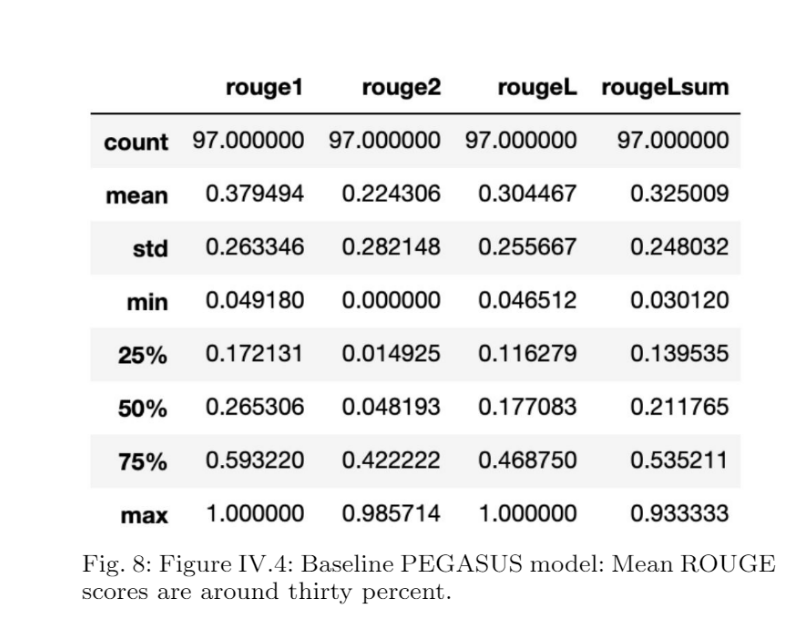 rouge1 rouge2 rougeL rougeLsum
count 97.000000 97.000000 97.000000 97.000000
mean 0.379494 0.224306 0.304467 0.325009
std 0.263346 0.282148 0.255667 0.248032
min 0.049180 0.000000 0.046512 0.030120
25% 0.172131 0.014925 0.116279 0.139535
50% 0.265306 0.048193 0.177083 0.211765
75% 0.593220 0.422222 0.468750 0.535211
max 1.000000 0.985714 1.000000 0.933333
Fig. 8: Figure IV.4: Baseline PEGASUS model: Mean ROUGE
scores are around thirty percent.